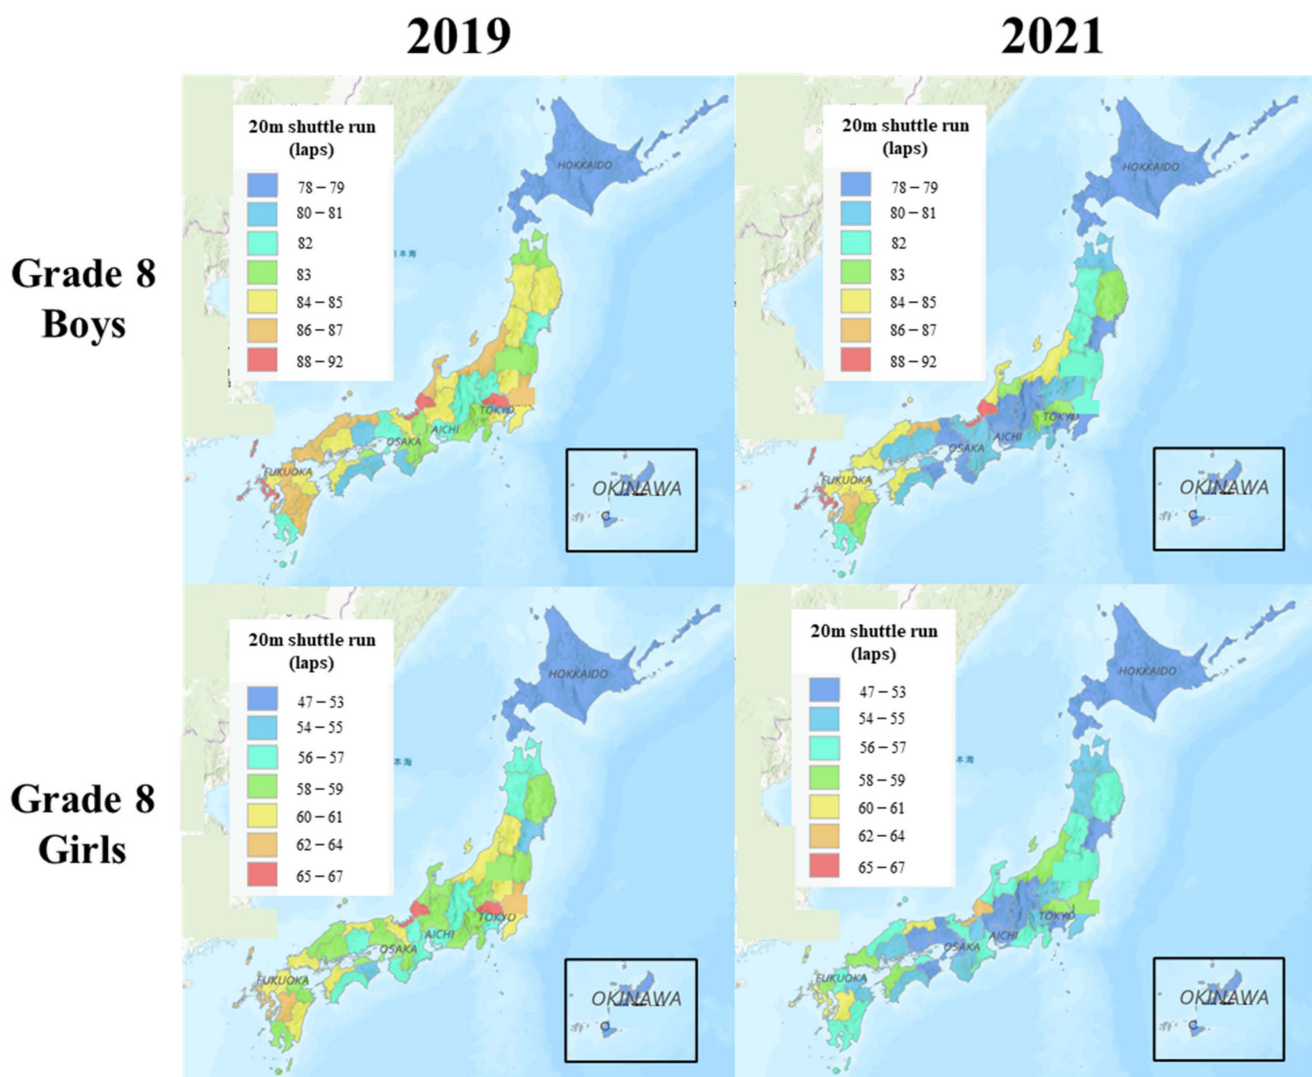 2019
2021
Grade 8
Boys
20m shuttle run
(laps)
78 – 79
80 – 81
82
83
84 – 85
86 – 87
88 – 92
HOKKAIDO
本海
TOKYO
AICHI
OSAKA
FUKUOKA
OKINAWA
20m shuttle run
(laps)
78 – 79
80 – 81
82
83
84 – 85
86 – 87
88 – 92
HOKKAIDO
TOKYO
AICHI
OSAKA
FUKUOKA
OKINAWA
Grade 8
Girls
20m shuttle run
(laps)
47 – 53
54 – 55
56 – 57
58 – 59
60 – 61
62 – 64
65 – 67
HOKKAIDO
本海
TOKYO
AICHI
OSAKA
FUKUOKA
OKINAWA
20m shuttle run
(laps)
47 – 53
54 – 55
56 – 57
58 – 59
60 – 61
62 – 64
65 – 67
HOKKAIDO
海
TOKYO
AICHI
OSAKA
FUKUOKA
OKINAWA